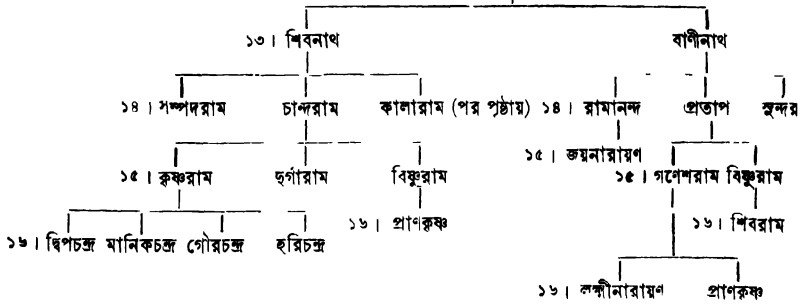 ১৩। শিবনাথ বাণীনাথ
১৪। সম্পদরাম চান্দরাম কালারাম (পর পৃষ্ঠায়) ১৪। রামানন্দ প্রতাপ সুন্দর
১৫। জয়নারায়ণ
১৫। কৃষ্ণরাম দুর্গারাম বিষ্ণুরাম ১৫। গণেশরাম বিষ্ণুরাম
১৬। প্রাণকৃষ্ণ ১৬। শিবরাম
১৬। দ্বিপচন্দ্র মানিকচন্দ্র গৌরচন্দ্র হরিচন্দ্র
১৬। লক্ষ্মীনারায়ণ প্রাণকৃষ্ণ